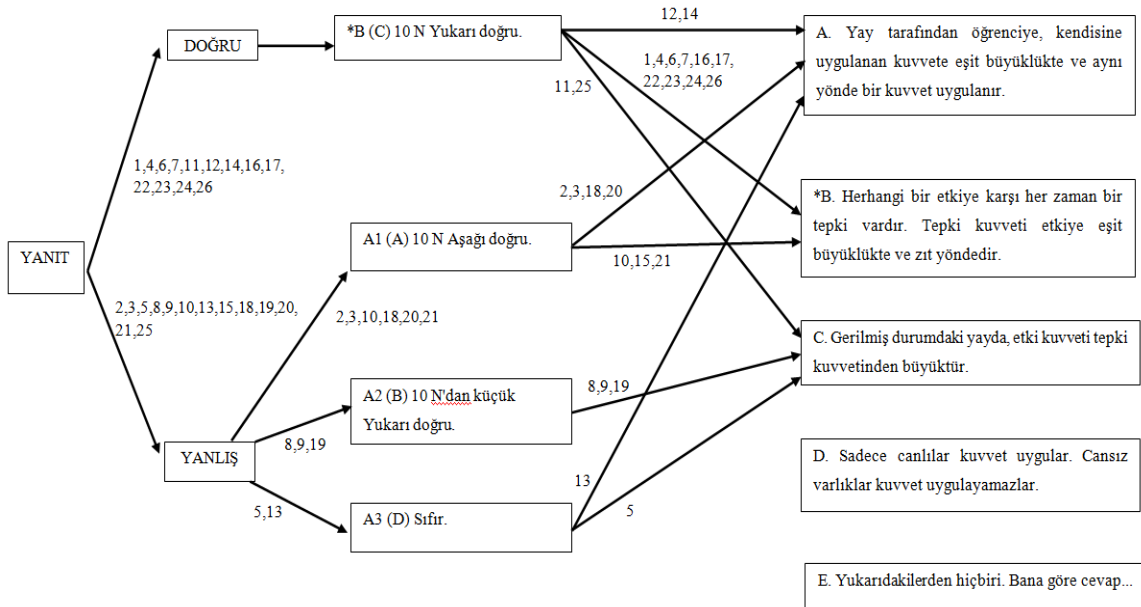 12,14
DOĞRU
*B (C) 10 N Yukarı doğru.
A. Yay tarafından öğrenciye, kendisine
uygulanan kuvvete eşit büyüklükte ve aynı
yönde bir kuvvet uygulanır.
1,4,6,7,16,17,
22,23,24,26
11,25
1,4,6,7,11,12,14,16,17,
22,23,24,26
2,3,18,20
*B. Herhangi bir etkiye karşı her zaman bir
tepki vardır. Tepki kuvveti etkiye eşit
büyüklükte ve zıt yöndedir.
A1 (A) 10 N Aşağı doğru.
YANIT
10,15,21
2,3,5,8,9,10,13,15,18,19,20,
21,25
2,3,10,18,20,21
C. Gerilmiş durumdaki yayda, etki kuvveti tepki
kuvvetinden büyüktür.
A2 (B) 10 N'dan küçük
Yukarı doğru.
8,9,19
8,9,19
YANLIŞ
D. Sadece canlılar kuvvet uygular. Cansız
varlıklar kuvvet uygulayamazlar.
13
5
5,13
A3 (D) Sıfır.
E. Yukarıdakilerden hiçbiri. Bana göre cevap...